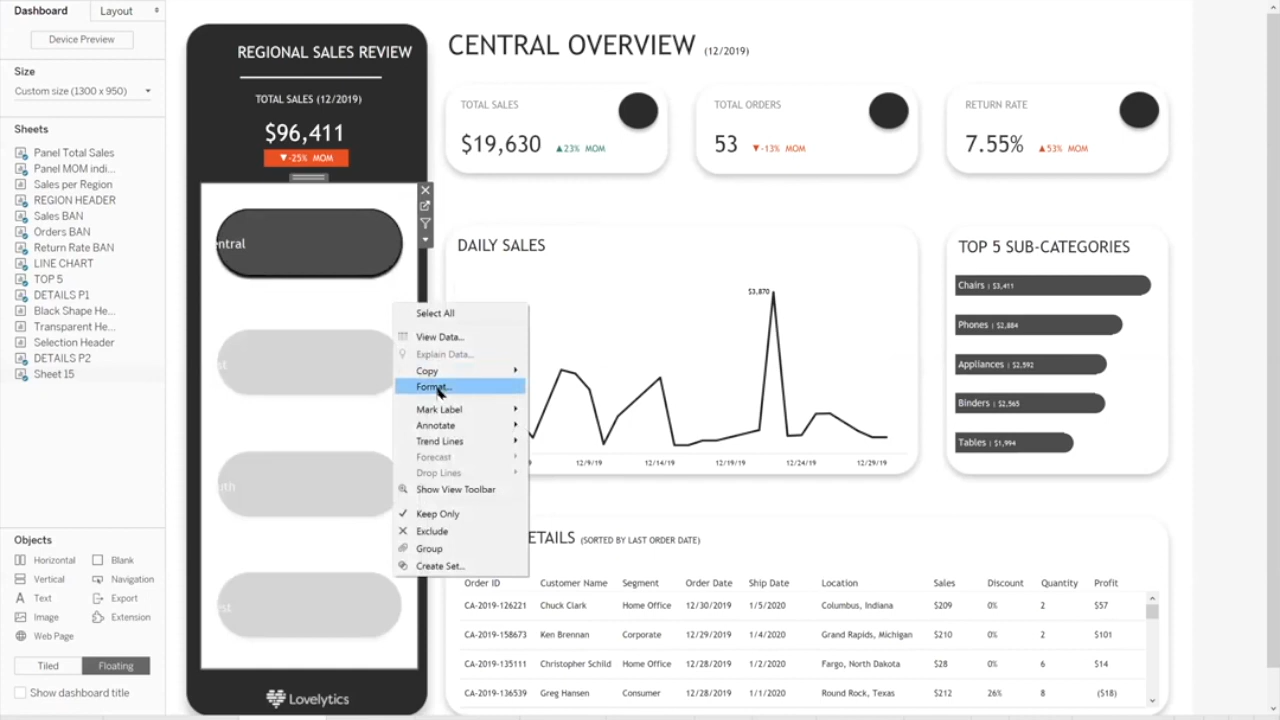 Dashboard
Layout
Device Preview
Size
Custom size (1300 x 950)
Sheets
Panel Total Sales
Panel MOM indi...
Sales per Region
REGION HEADER
Sales BAN
Orders BAN
Return Rate BAN
LINE CHART
TOP 5
DETAILS P1
Black Shape He...
Transparent He...
Selection Header
DETAILS P2
Sheet 15
Objects
Horizontal
Blank
Vertical
Navigation
Text
Export
Image
Extension
Web Page
Tiled
Floating
Show dashboard title
REGIONAL SALES REVIEW
TOTAL SALES (12/2019)
$96,411
▼-25% MOM
ntral
st
th
st
Lovelytics
Select All
View Data...
Explain Data...
Copy
Format...
Mark Label
Annotate
Trend Lines
Forecast
Drop Lines
Show View Toolbar
Keep Only
Exclude
Group
Create Set...
CENTRAL OVERVIEW (12/2019)
TOTAL SALES
$19,630 ▲23% MOM
TOTAL ORDERS
53 ▼-13% MOM
RETURN RATE
7.55% ▲53% MOM
DAILY SALES
$3,870
9 12/9/19 12/14/19 12/19/19 12/24/19 12/29/19
TOP 5 SUB-CATEGORIES
Chairs | $3,411
Phones | $2,884
Appliances | $2,592
Binders | $2,565
Tables | $1,994
ETAILS (SORTED BY LAST ORDER DATE)
Order ID Customer Name Segment Order Date Ship Date Location Sales Discount Quantity Profit
CA-2019-126221 Chuck Clark Home Office 12/30/2019 1/5/2020 Columbus, Indiana $209 0% 2 $57
CA-2019-158673 Ken Brennan Corporate 12/29/2019 1/4/2020 Grand Rapids, Michigan $210 0% 2 $101
CA-2019-135111 Christopher Schild Home Office 12/28/2019 1/2/2020 Fargo, North Dakota $28 0% 6 $14
CA-2019-136539 Greg Hansen Consumer 12/28/2019 1/1/2020 Round Rock, Texas $212 26% 8 ($18)